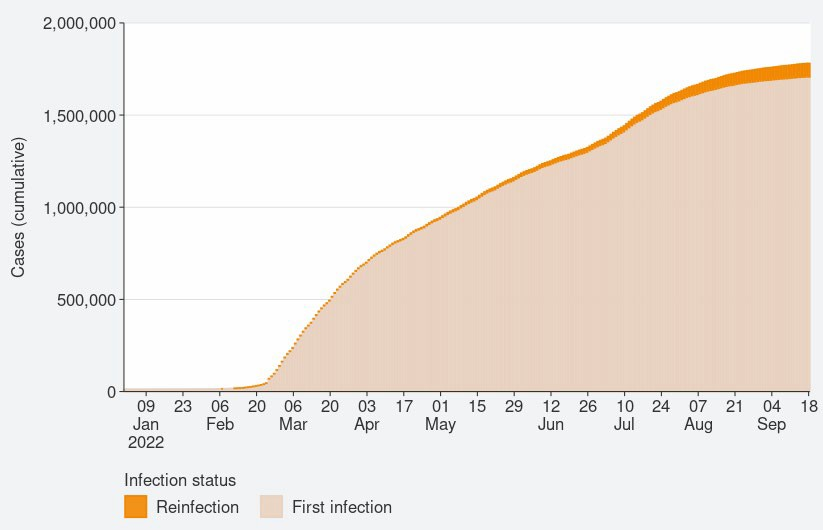 2,000,000
1,500,000
1,000,000
500,000
0
Cases (cumulative)
09 23 06 20 06 20 03 17 01 15 29 12 26 10 24 07 21 04 18
Jan Feb Mar Apr May Jun Jul Aug Sep
2022
Infection status
Reinfection First infection